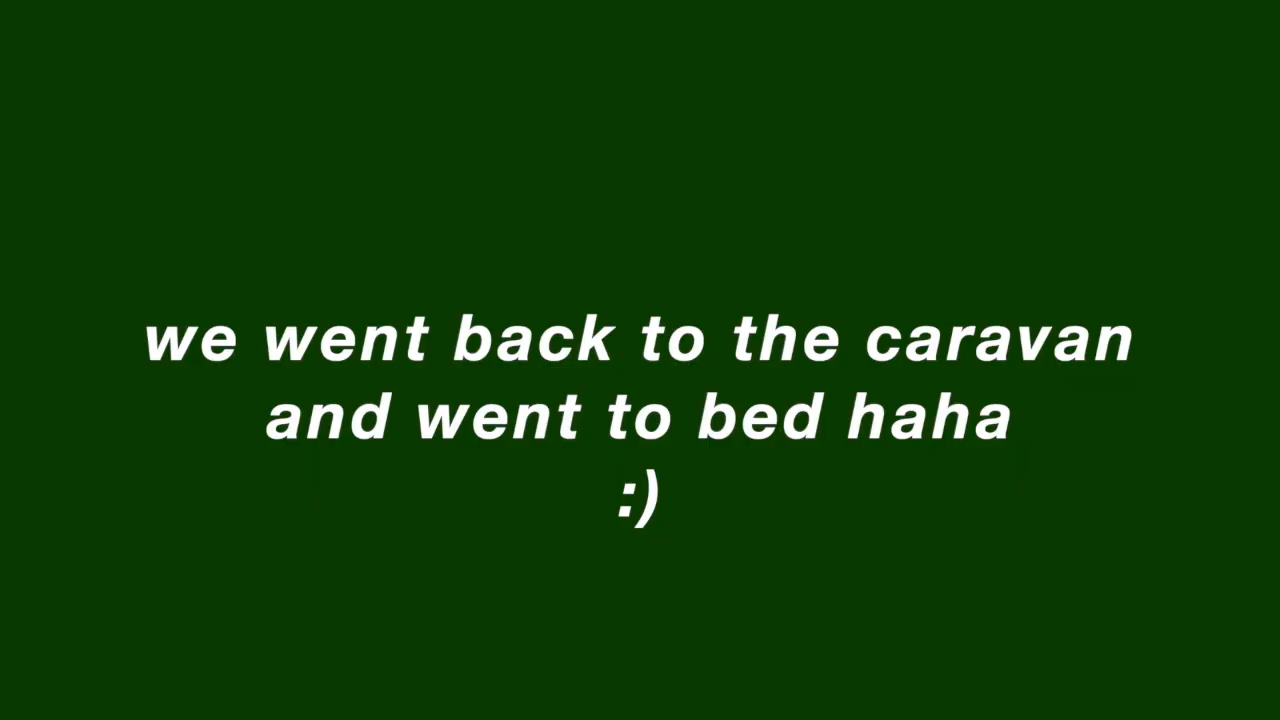 we went back to the caravan
and went to bed haha
:)